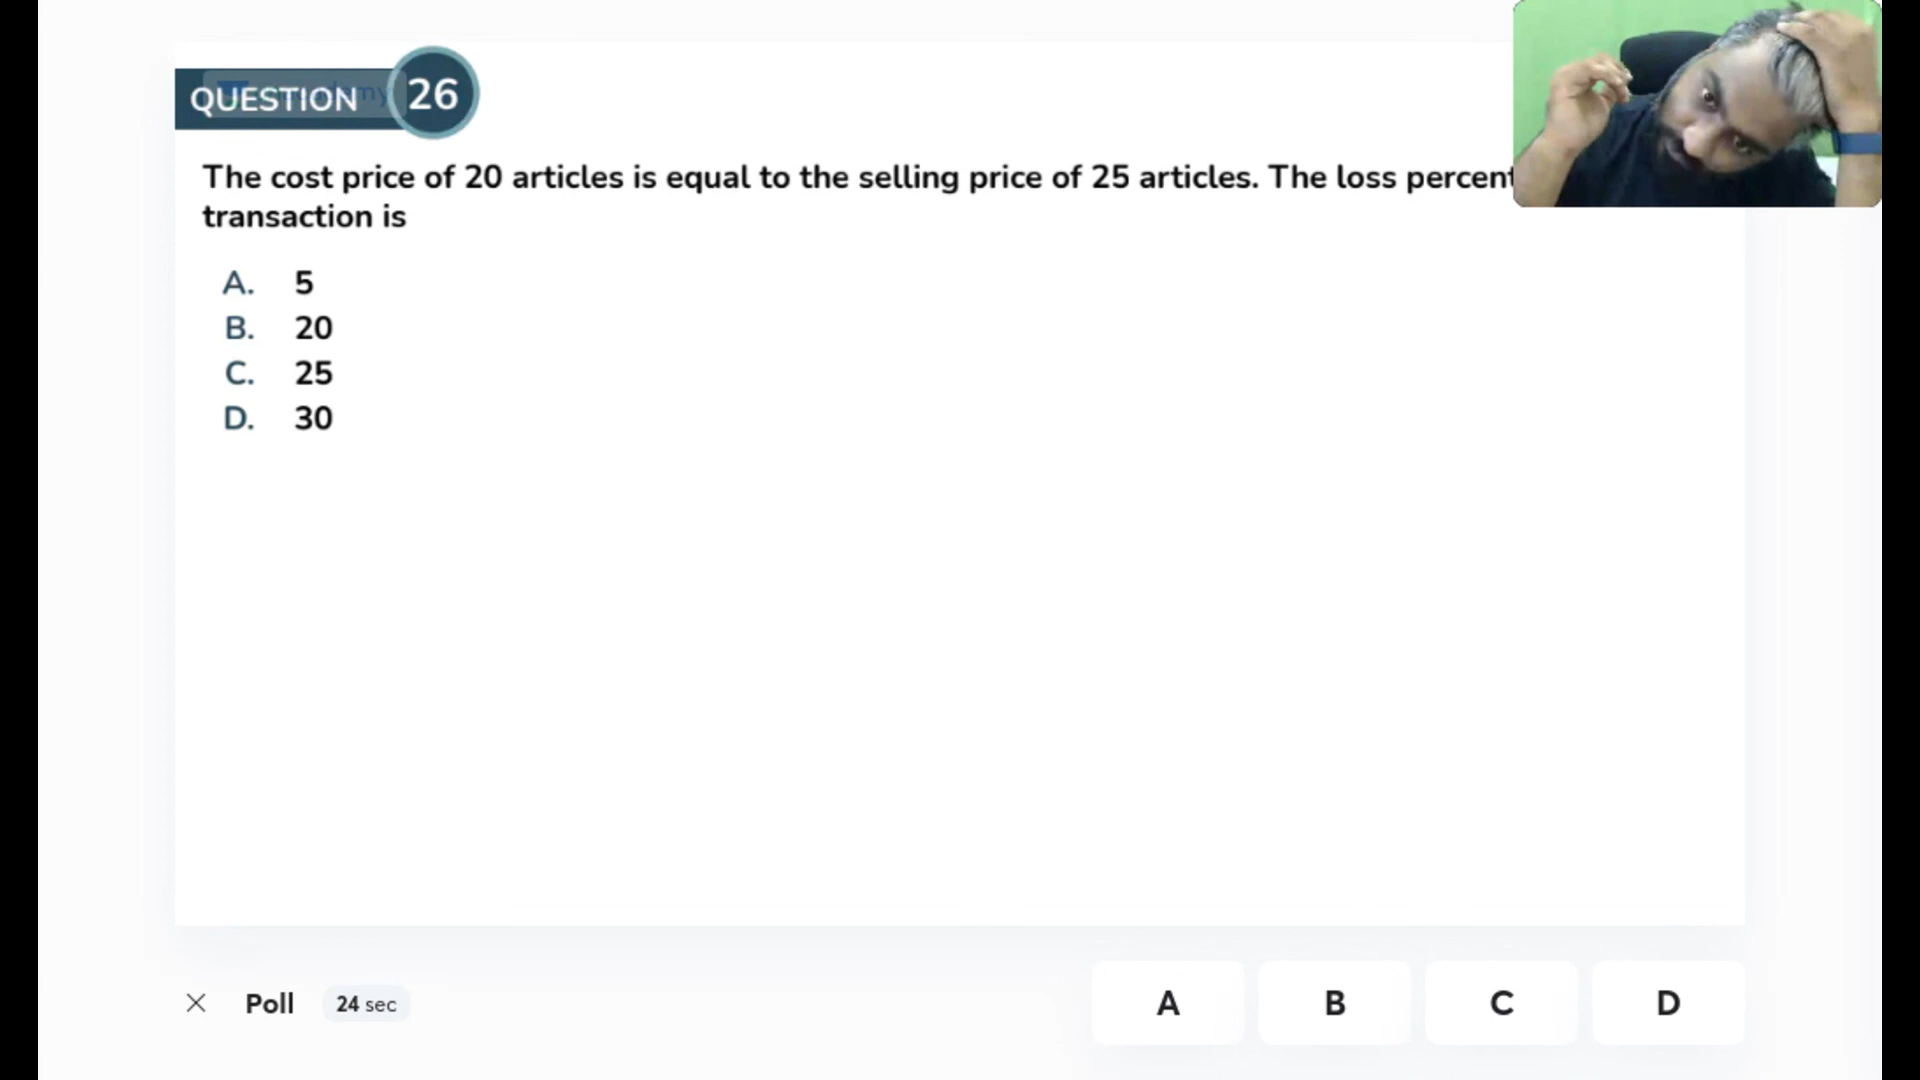 QUESTION 26
The cost price of 20 articles is equal to the selling price of 25 articles. The loss percent
transaction is
A. 5
B. 20
C. 25
D. 30
Poll 24 sec A B C D